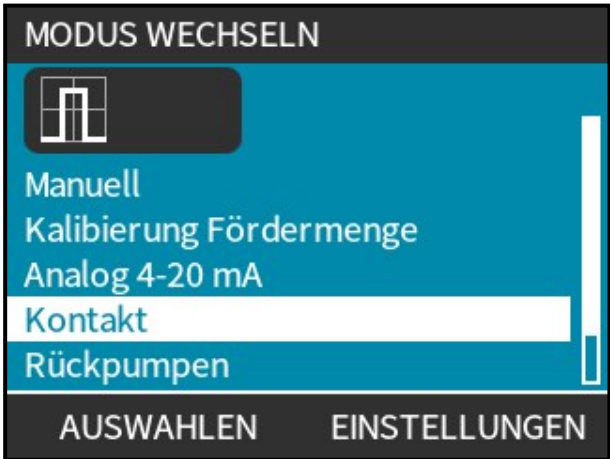 MODUS WECHSELN
Manuell
Kalibierung Fördermenge
Analog 4-20 mA
Kontakt
Rückpumpen
AUSWAHLEN EINSTELLUNGEN